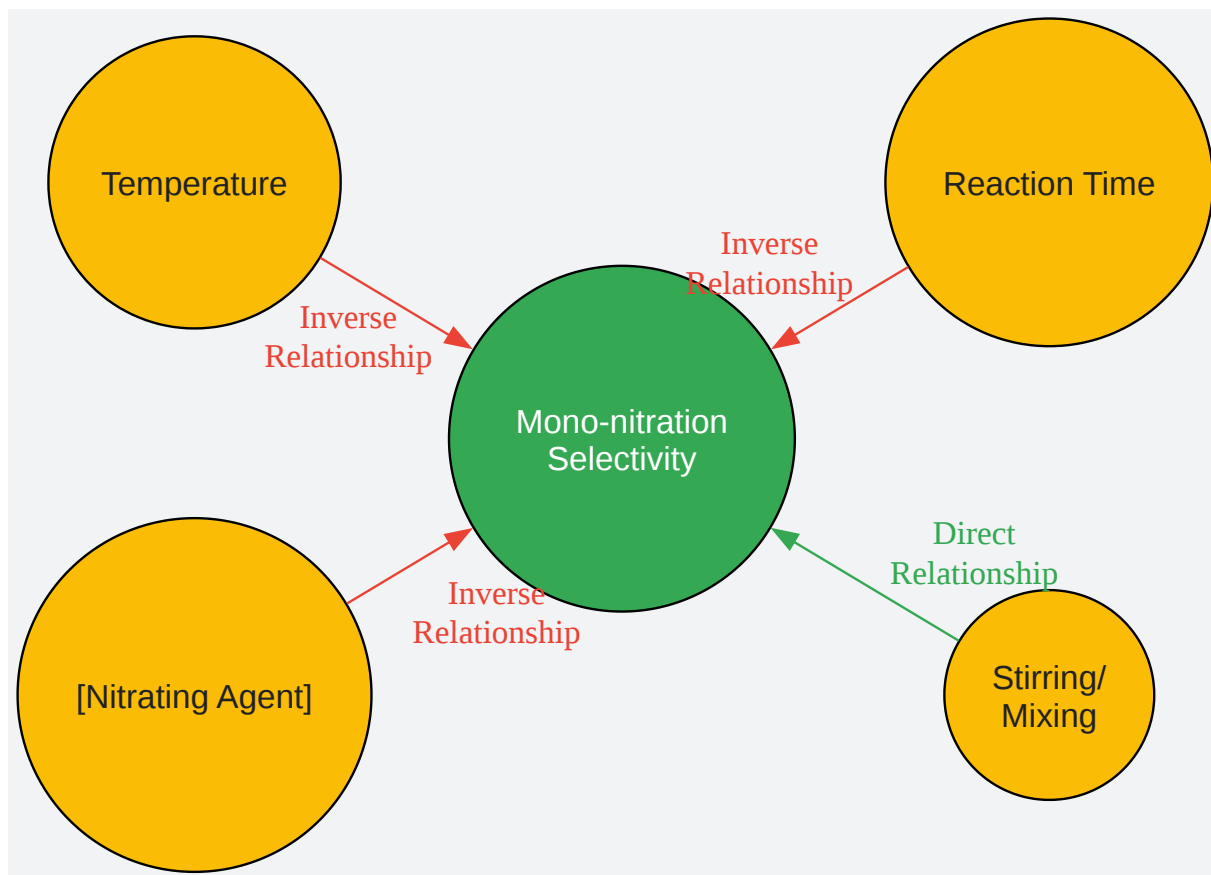 Temperature
Reaction Time
Inverse
Relationship
Inverse
Relationship
Mono-nitration
Selectivity
Direct
Relationship
Inverse
Relationship
[Nitrating Agent]
Stirring/
Mixing